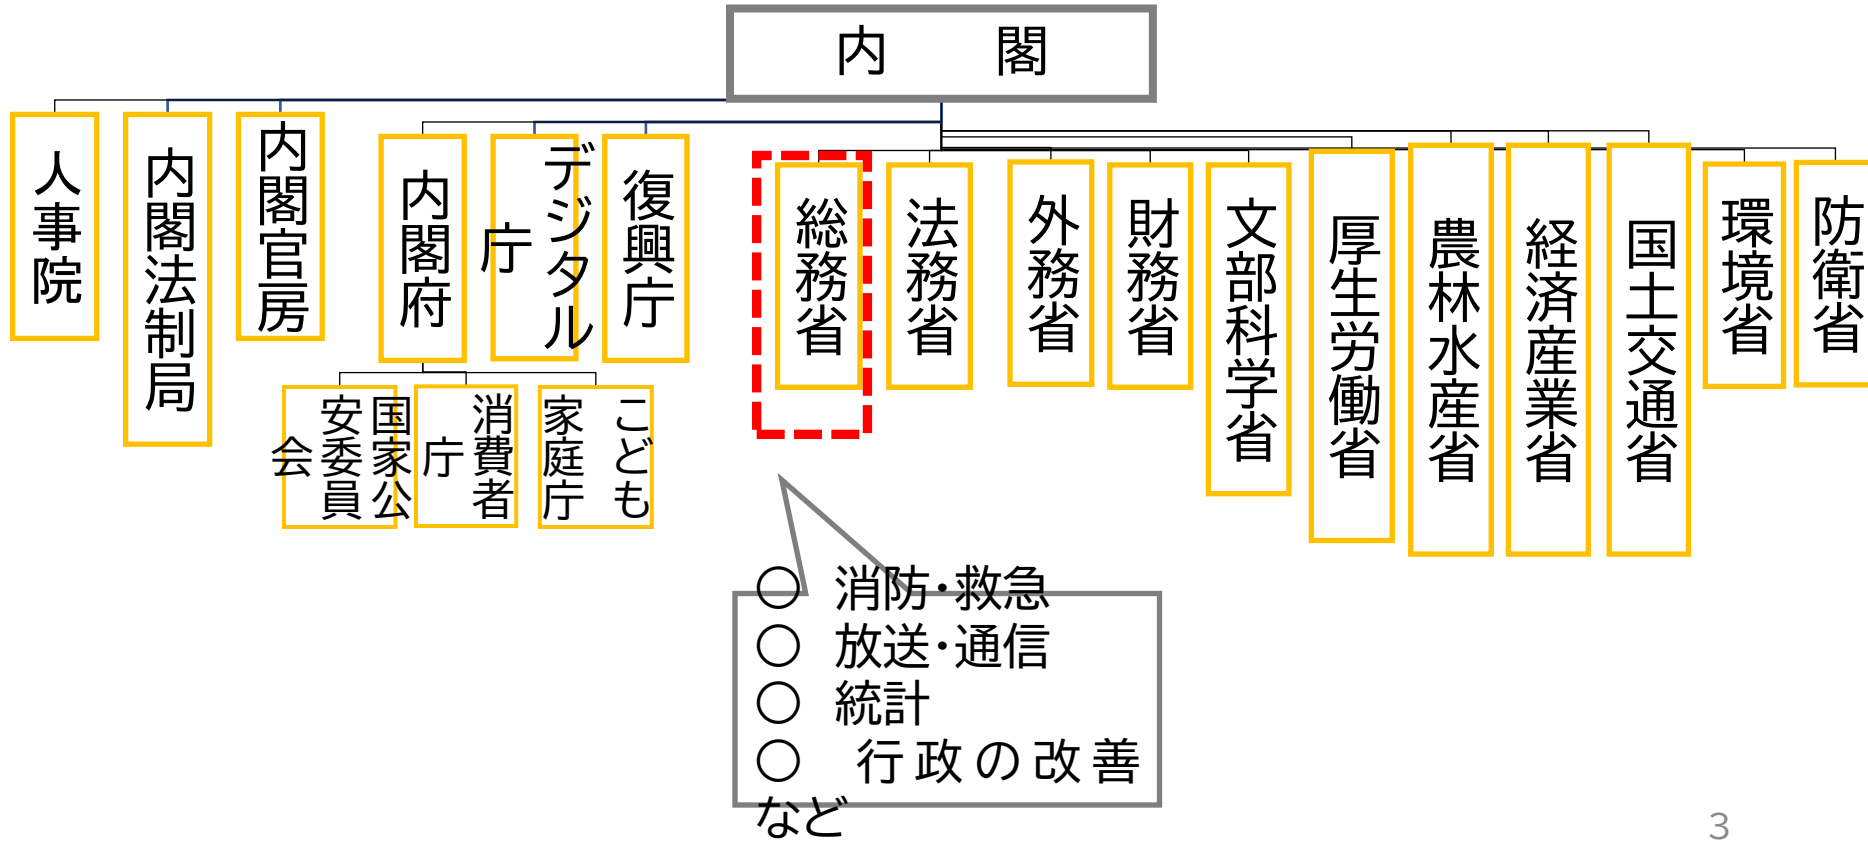 内　閣
人事院
内閣法制局
内閣官房
内閣府
デジタル
庁
復興庁
総務省
法務省
外務省
財務省
文部科学省
厚生労働省
農林水産省
経済産業省
国土交通省
環境省
防衛省
国家公
安委員
会
消費者
庁
こども
家庭庁
○ 消防・救急
○ 放送・通信
○ 統計
○ 行政の改善
など
3